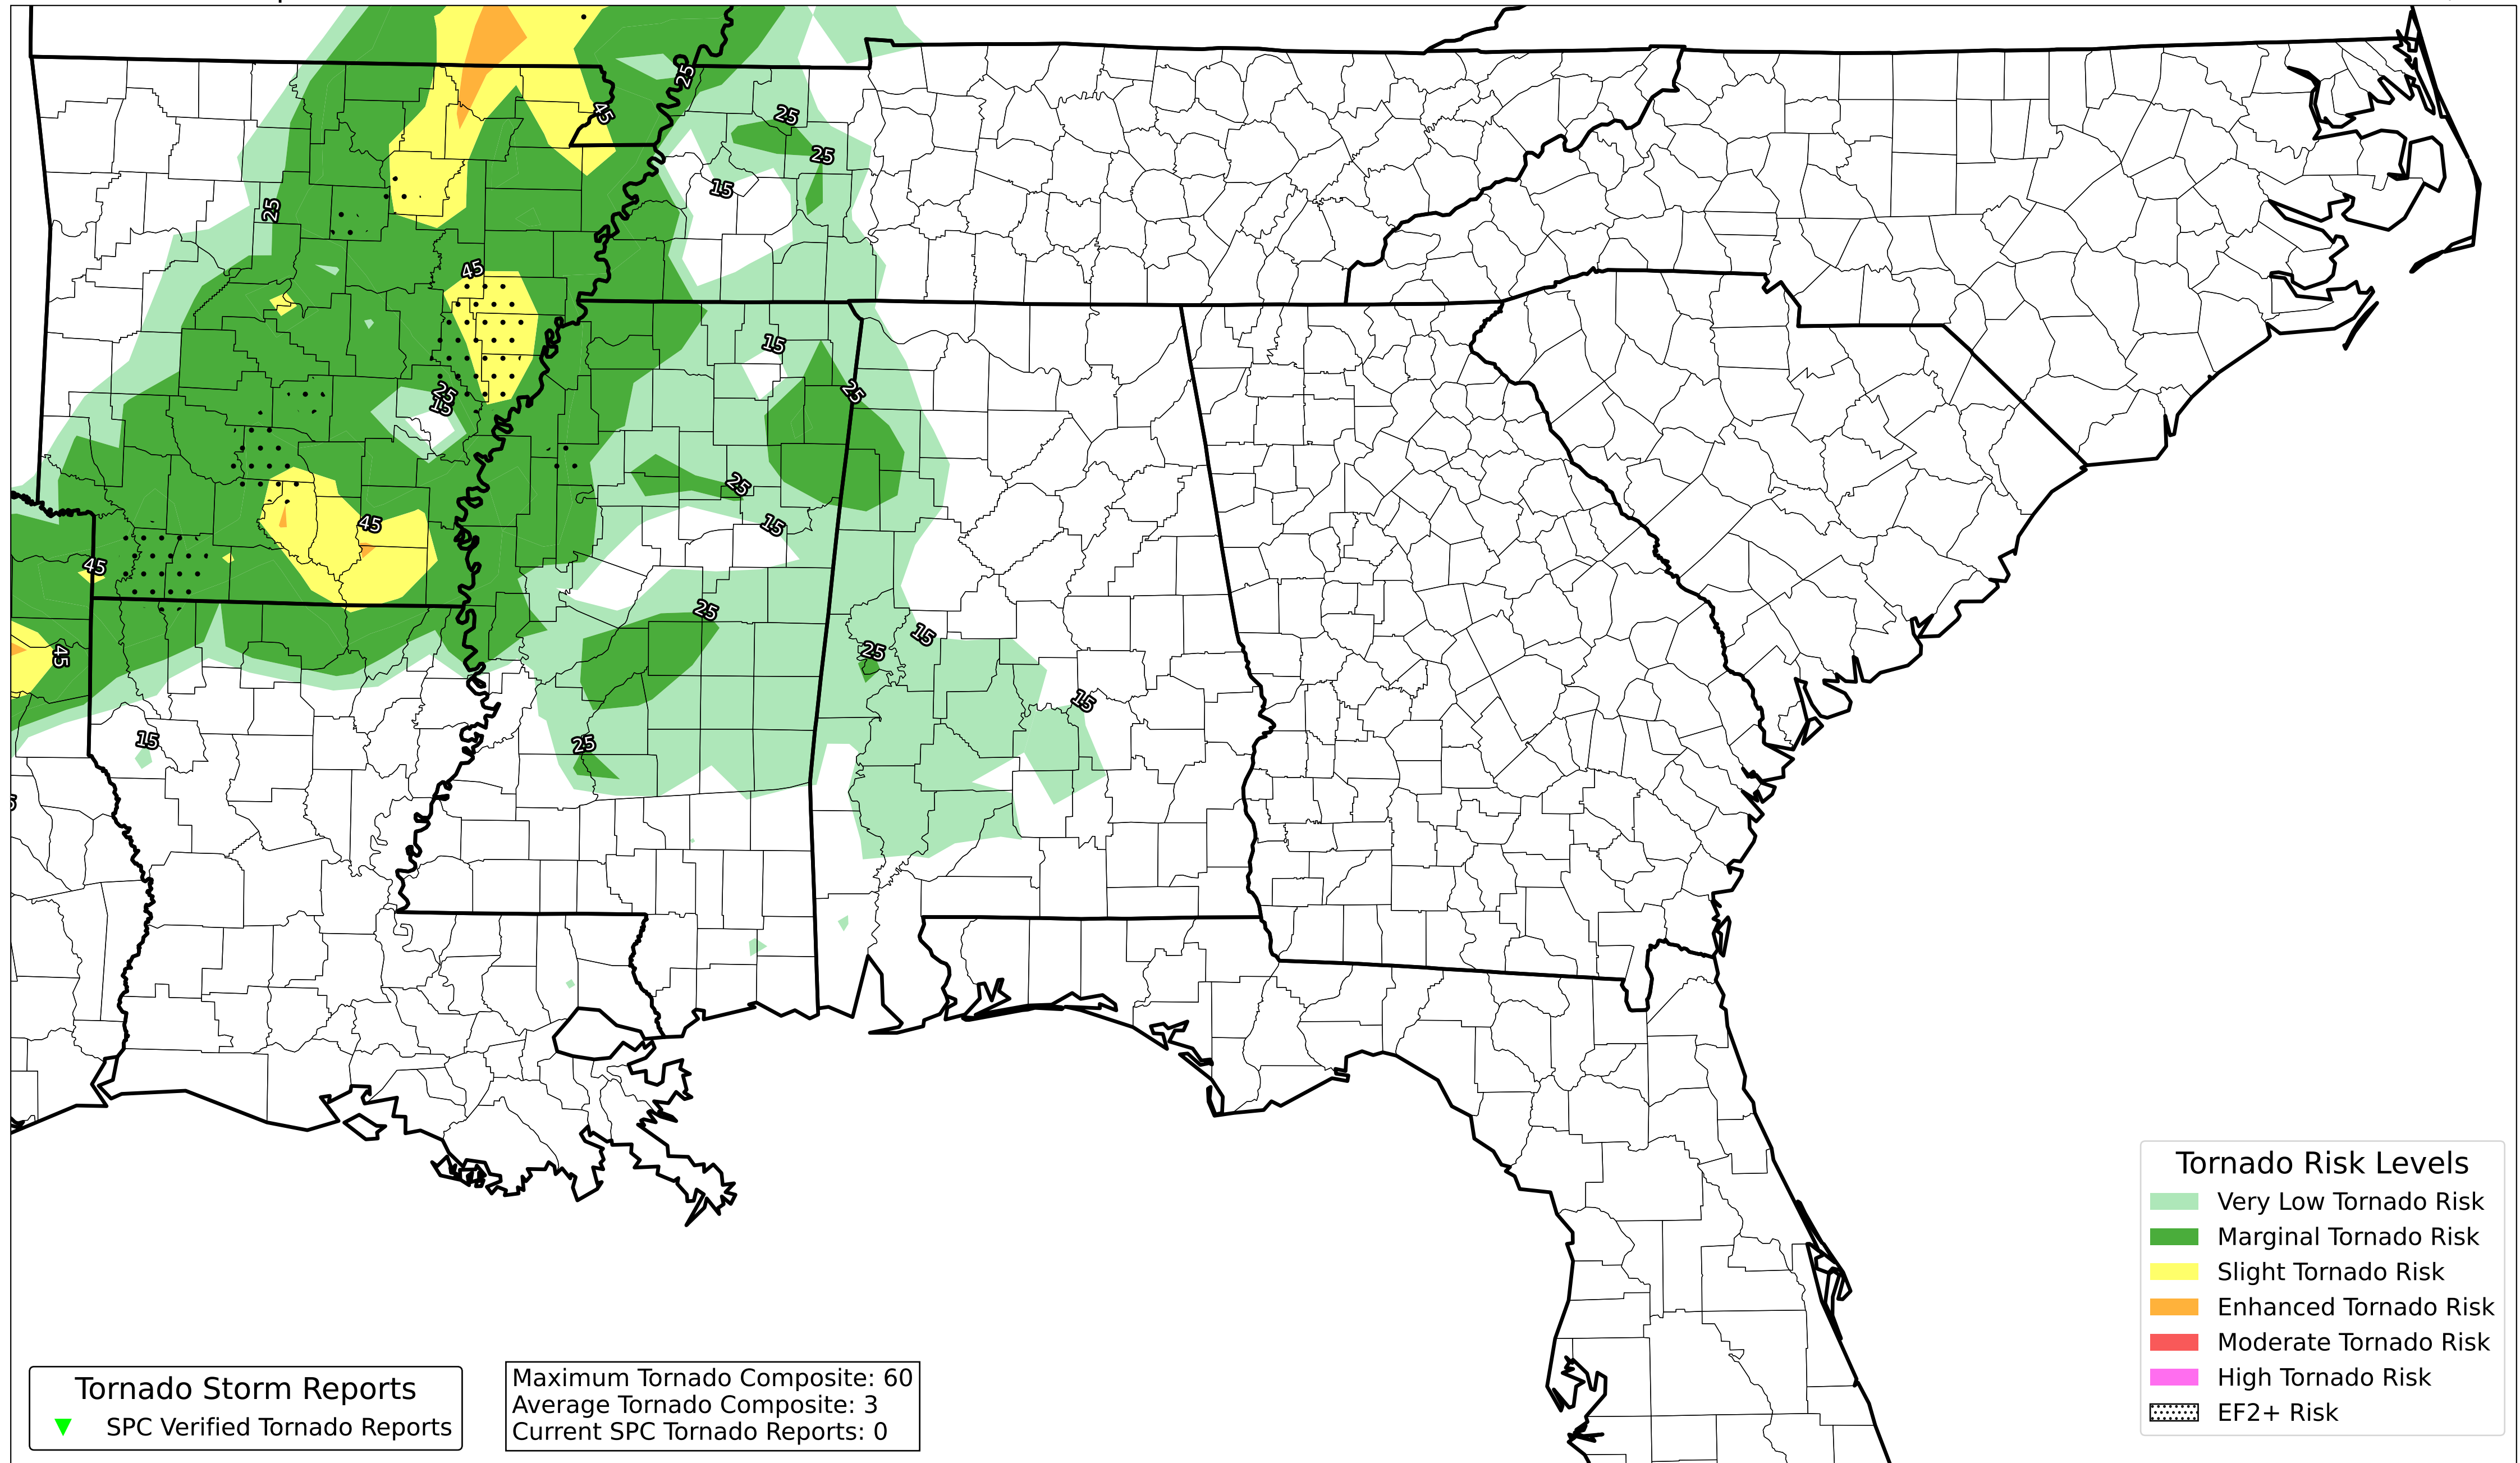 25
45
25
25
15
25
45
15
25
25
15
25
45
15
45
25
15
25
45
15
25
15
25
Tornado Risk Levels
Very Low Tornado Risk
Marginal Tornado Risk
Slight Tornado Risk
Enhanced Tornado Risk
Moderate Tornado Risk
High Tornado Risk
EF2+ Risk
Tornado Storm Reports
SPC Verified Tornado Reports
Maximum Tornado Composite: 60
Average Tornado Composite: 3
Current SPC Tornado Reports: 0